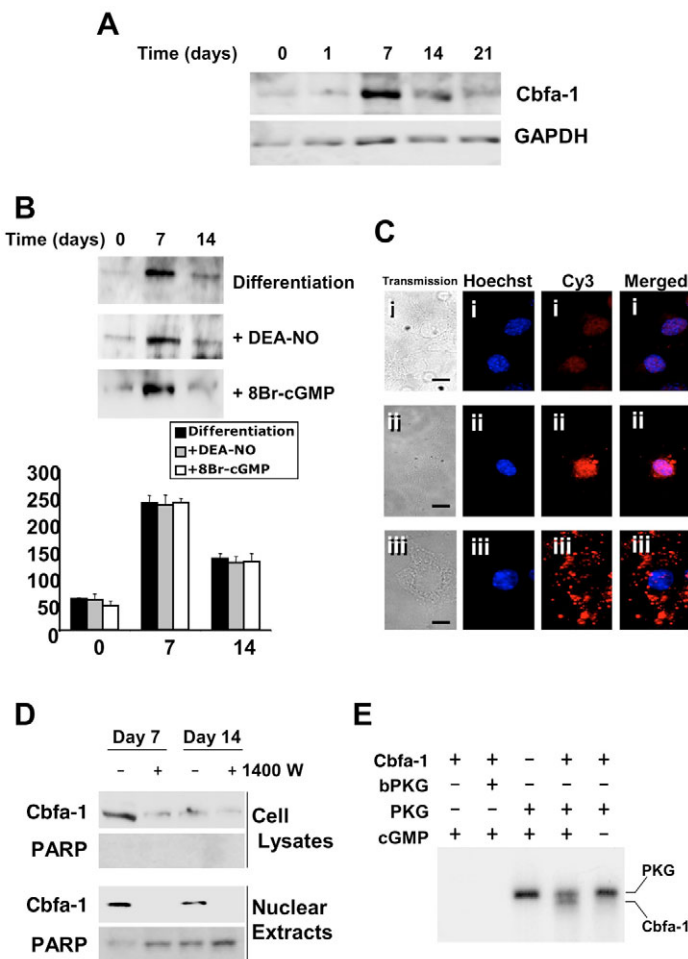 A
Time (days) 0 1 7 14 21
Cbfa-1
GAPDH
B
Time (days) 0 7 14
Differentiation
+ DEA-NO
+ 8Br-cGMP
Differentiation
+DEA-NO
+8Br-cGMP
300
250
200
150
100
50
0
0 7 14
C
Transmission Hoechst Cy3 Merged
i i i i
ii ii ii ii
iii iii iii iii
D
Day 7 Day 14
– + – + 1400 W
Cbfa-1
PARP
Cell
Lysates
Cbfa-1
PARP
Nuclear
Extracts
E
Cbfa-1 + + – + +
bPKG – + – – –
PKG – – + + +
cGMP + + + + –
PKG
Cbfa-1